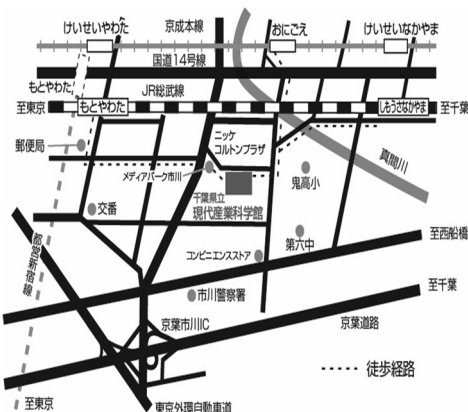 けいせいやわた
京成本線
おにごえ
けいせいなかやま
国道14号線
もとやわた
JR総武線
至東京
もとやわた
しもうさなかやま
至千葉
郵便局
ニッケ
コルトンプラザ
メディアパーク市川
真間川
鬼高小
千葉県立
現代産業科学館
交番
都営新宿線
第六中
至西船橋
コンビニエンスストア
市川警察署
至千葉
京葉市川IC
京葉道路
徒歩経路
至東京
東京外環自動車道